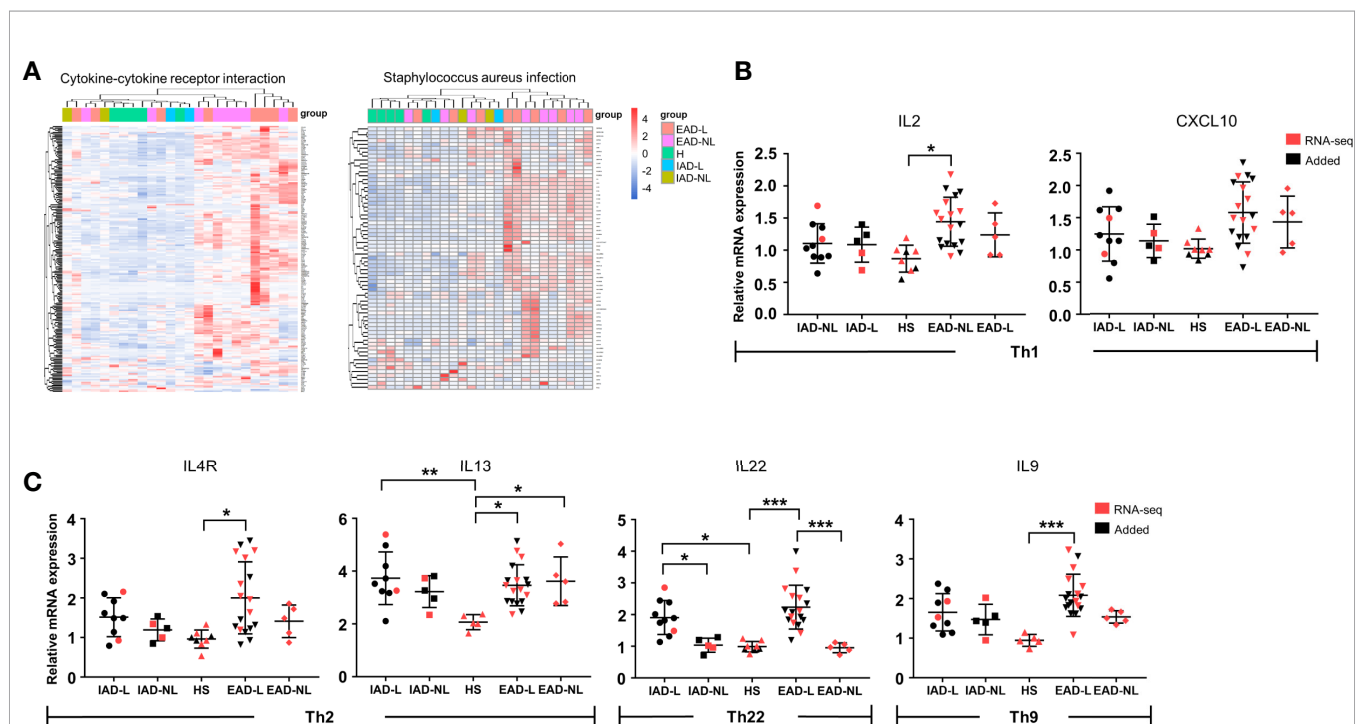 A
Cytokine-cytokine receptor interaction
group
Staphylococcus aureus infection
group
4
2
0
-2
-4
group
EAD-L
EAD-NL
H
IAD-L
IAD-NL
B
IL2
CXCL10
RNA-seq
Added
Relative mRNA expression
2.5
2.0
1.5
1.0
0.5
0.0
*
IAD-NL IAD-L HS EAD-NL EAD-L
2.5
2.0
1.5
1.0
0.5
0.0
IAD-L IAD-NL HS EAD-L EAD-NL
Th1
C
IL4R
IL13
IL22
IL9
RNA-seq
Added
Relative mRNA expression
4
3
2
1
0
*
IAD-L IAD-NL HS EAD-L EAD-NL
6
4
2
0
**
*
*
IAD-L IAD-NL HS EAD-L EAD-NL
Th2
5
4
3
2
1
0
*
*
***
***
IAD-L IAD-NL HS EAD-L EAD-NL
Th22
4
3
2
1
0
***
IAD-L IAD-NL HS EAD-L EAD-NL
Th9